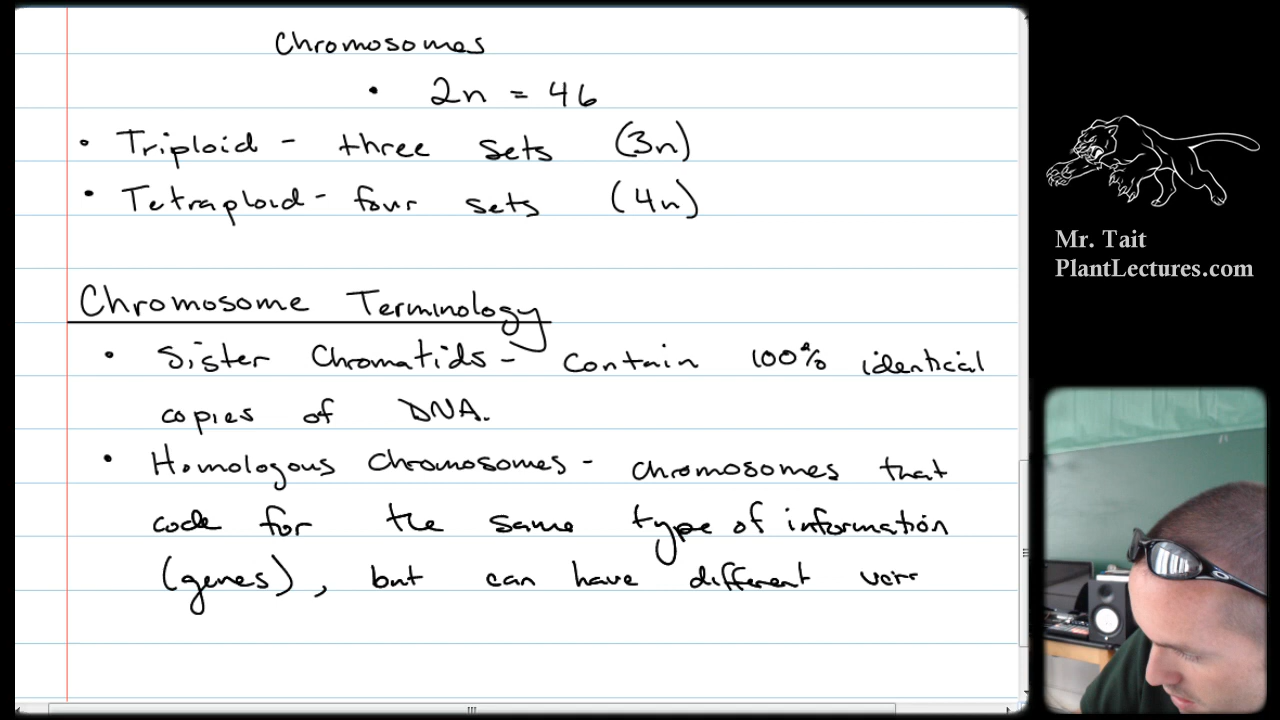 Chromosomes
• 2n = 46
• Triploid - three sets (3n)
• Tetraploid - four sets (4n)
Chromosome Terminology
• Sister Chromatids - contain 100% identical
copies of DNA.
• Homologous Chromosomes - chromosomes that
code for the same type of information
(genes), but can have different vers
Mr. Tait
PlantLectures.com